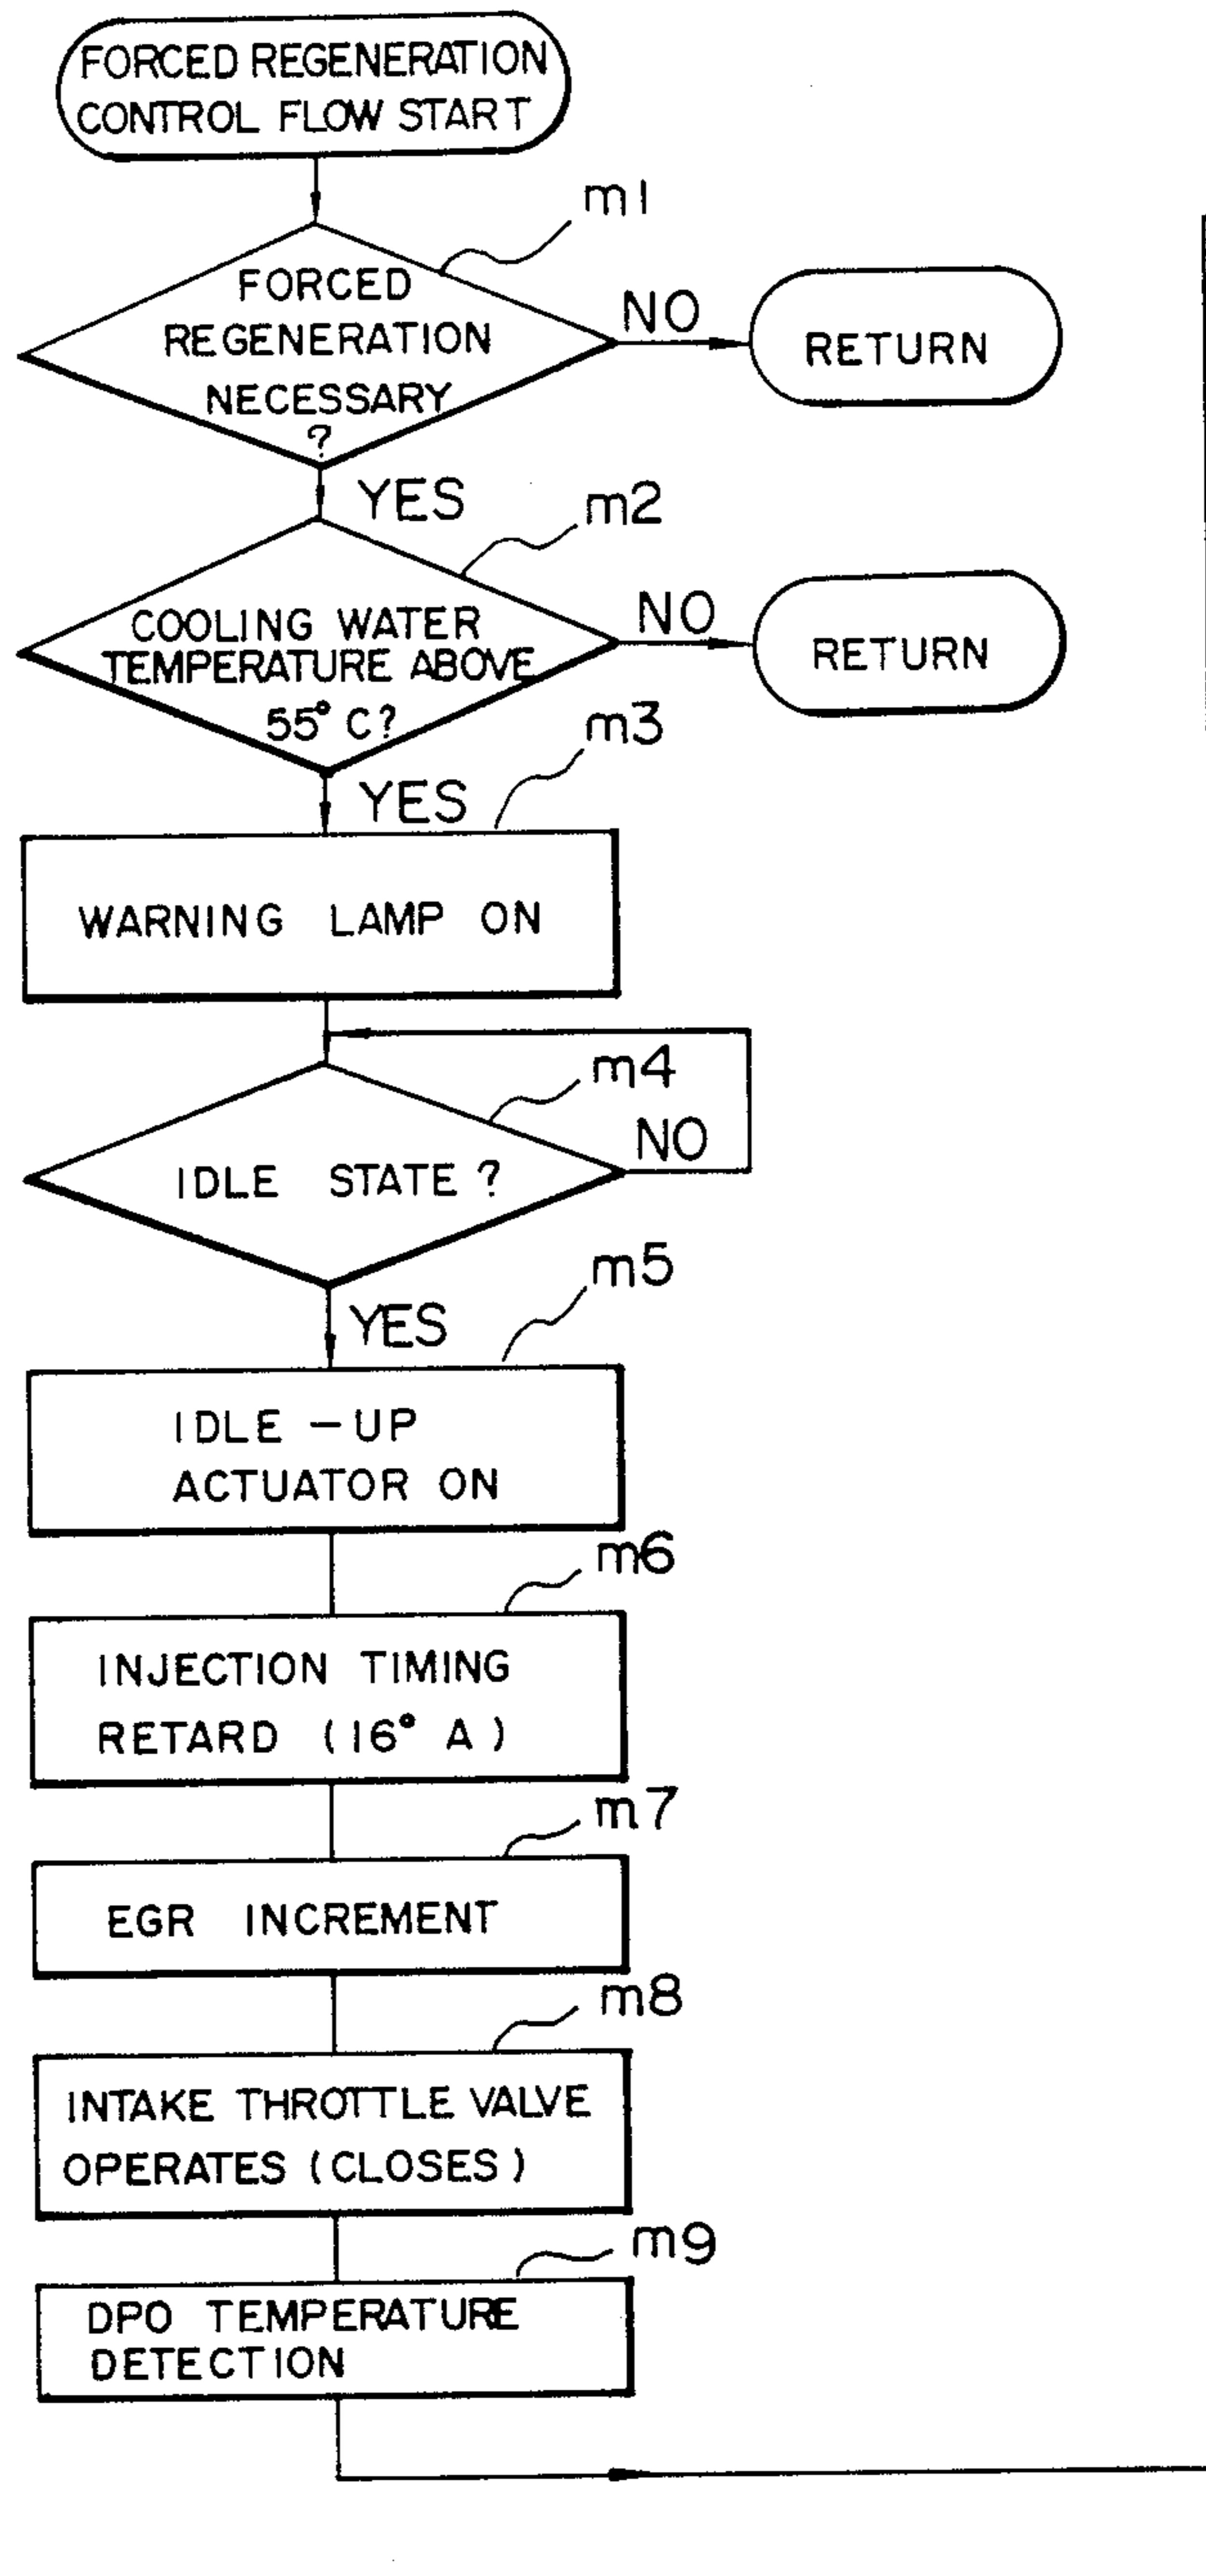 FORCED REGENERATION
CONTROL FLOW START
m1
FORCED
REGENERATION
NECESSARY
?
NO
RETURN
YES
m2
COOLING WATER
TEMPERATURE ABOVE
55° C?
NO
RETURN
m3
YES
WARNING LAMP ON
m4
IDLE STATE ?
NO
m5
YES
IDLE -UP
ACTUATOR ON
m6
INJECTION TIMING
RETARD (16° A)
m7
EGR INCREMENT
m8
INTAKE THROTTLE VALVE
OPERATES (CLOSES)
m9
DPO TEMPERATURE
DETECTION